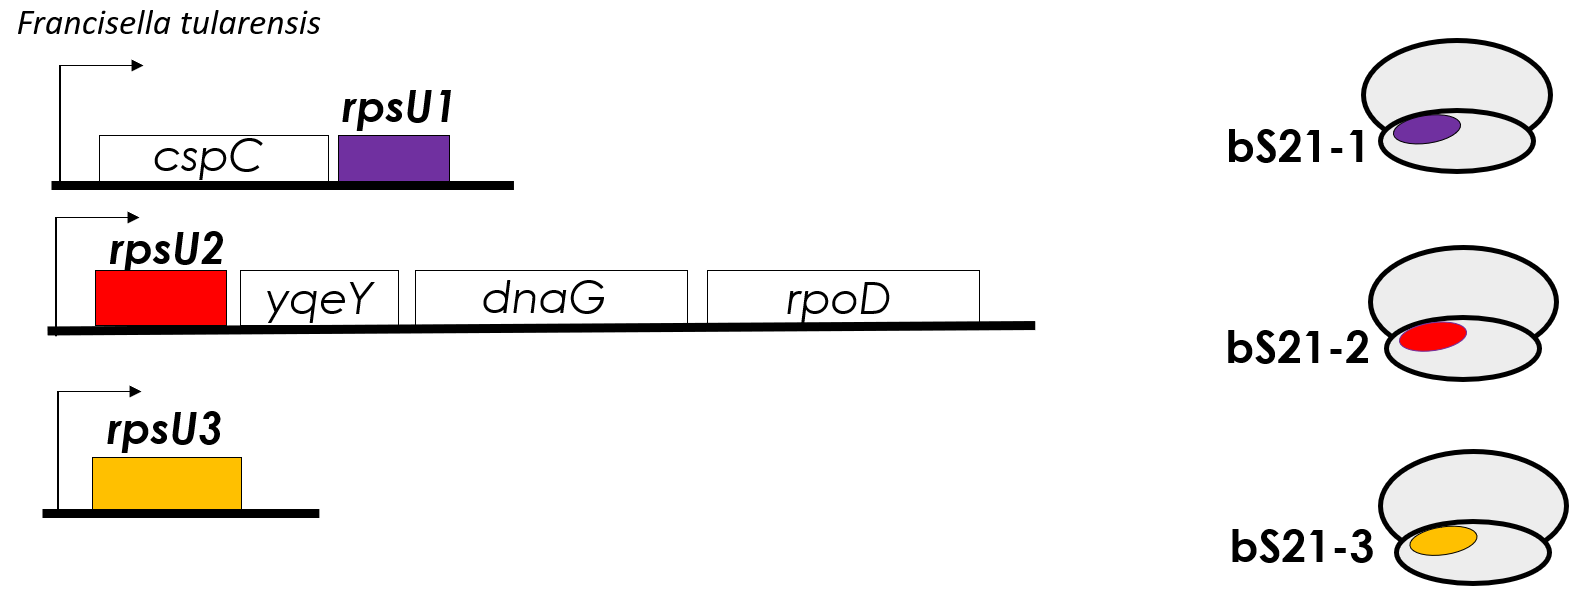 Francisella tularensis
rpsU1
cspC
bS21-1
rpsU2
yqeY dnaG rpoD
bS21-2
rpsU3
bS21-3